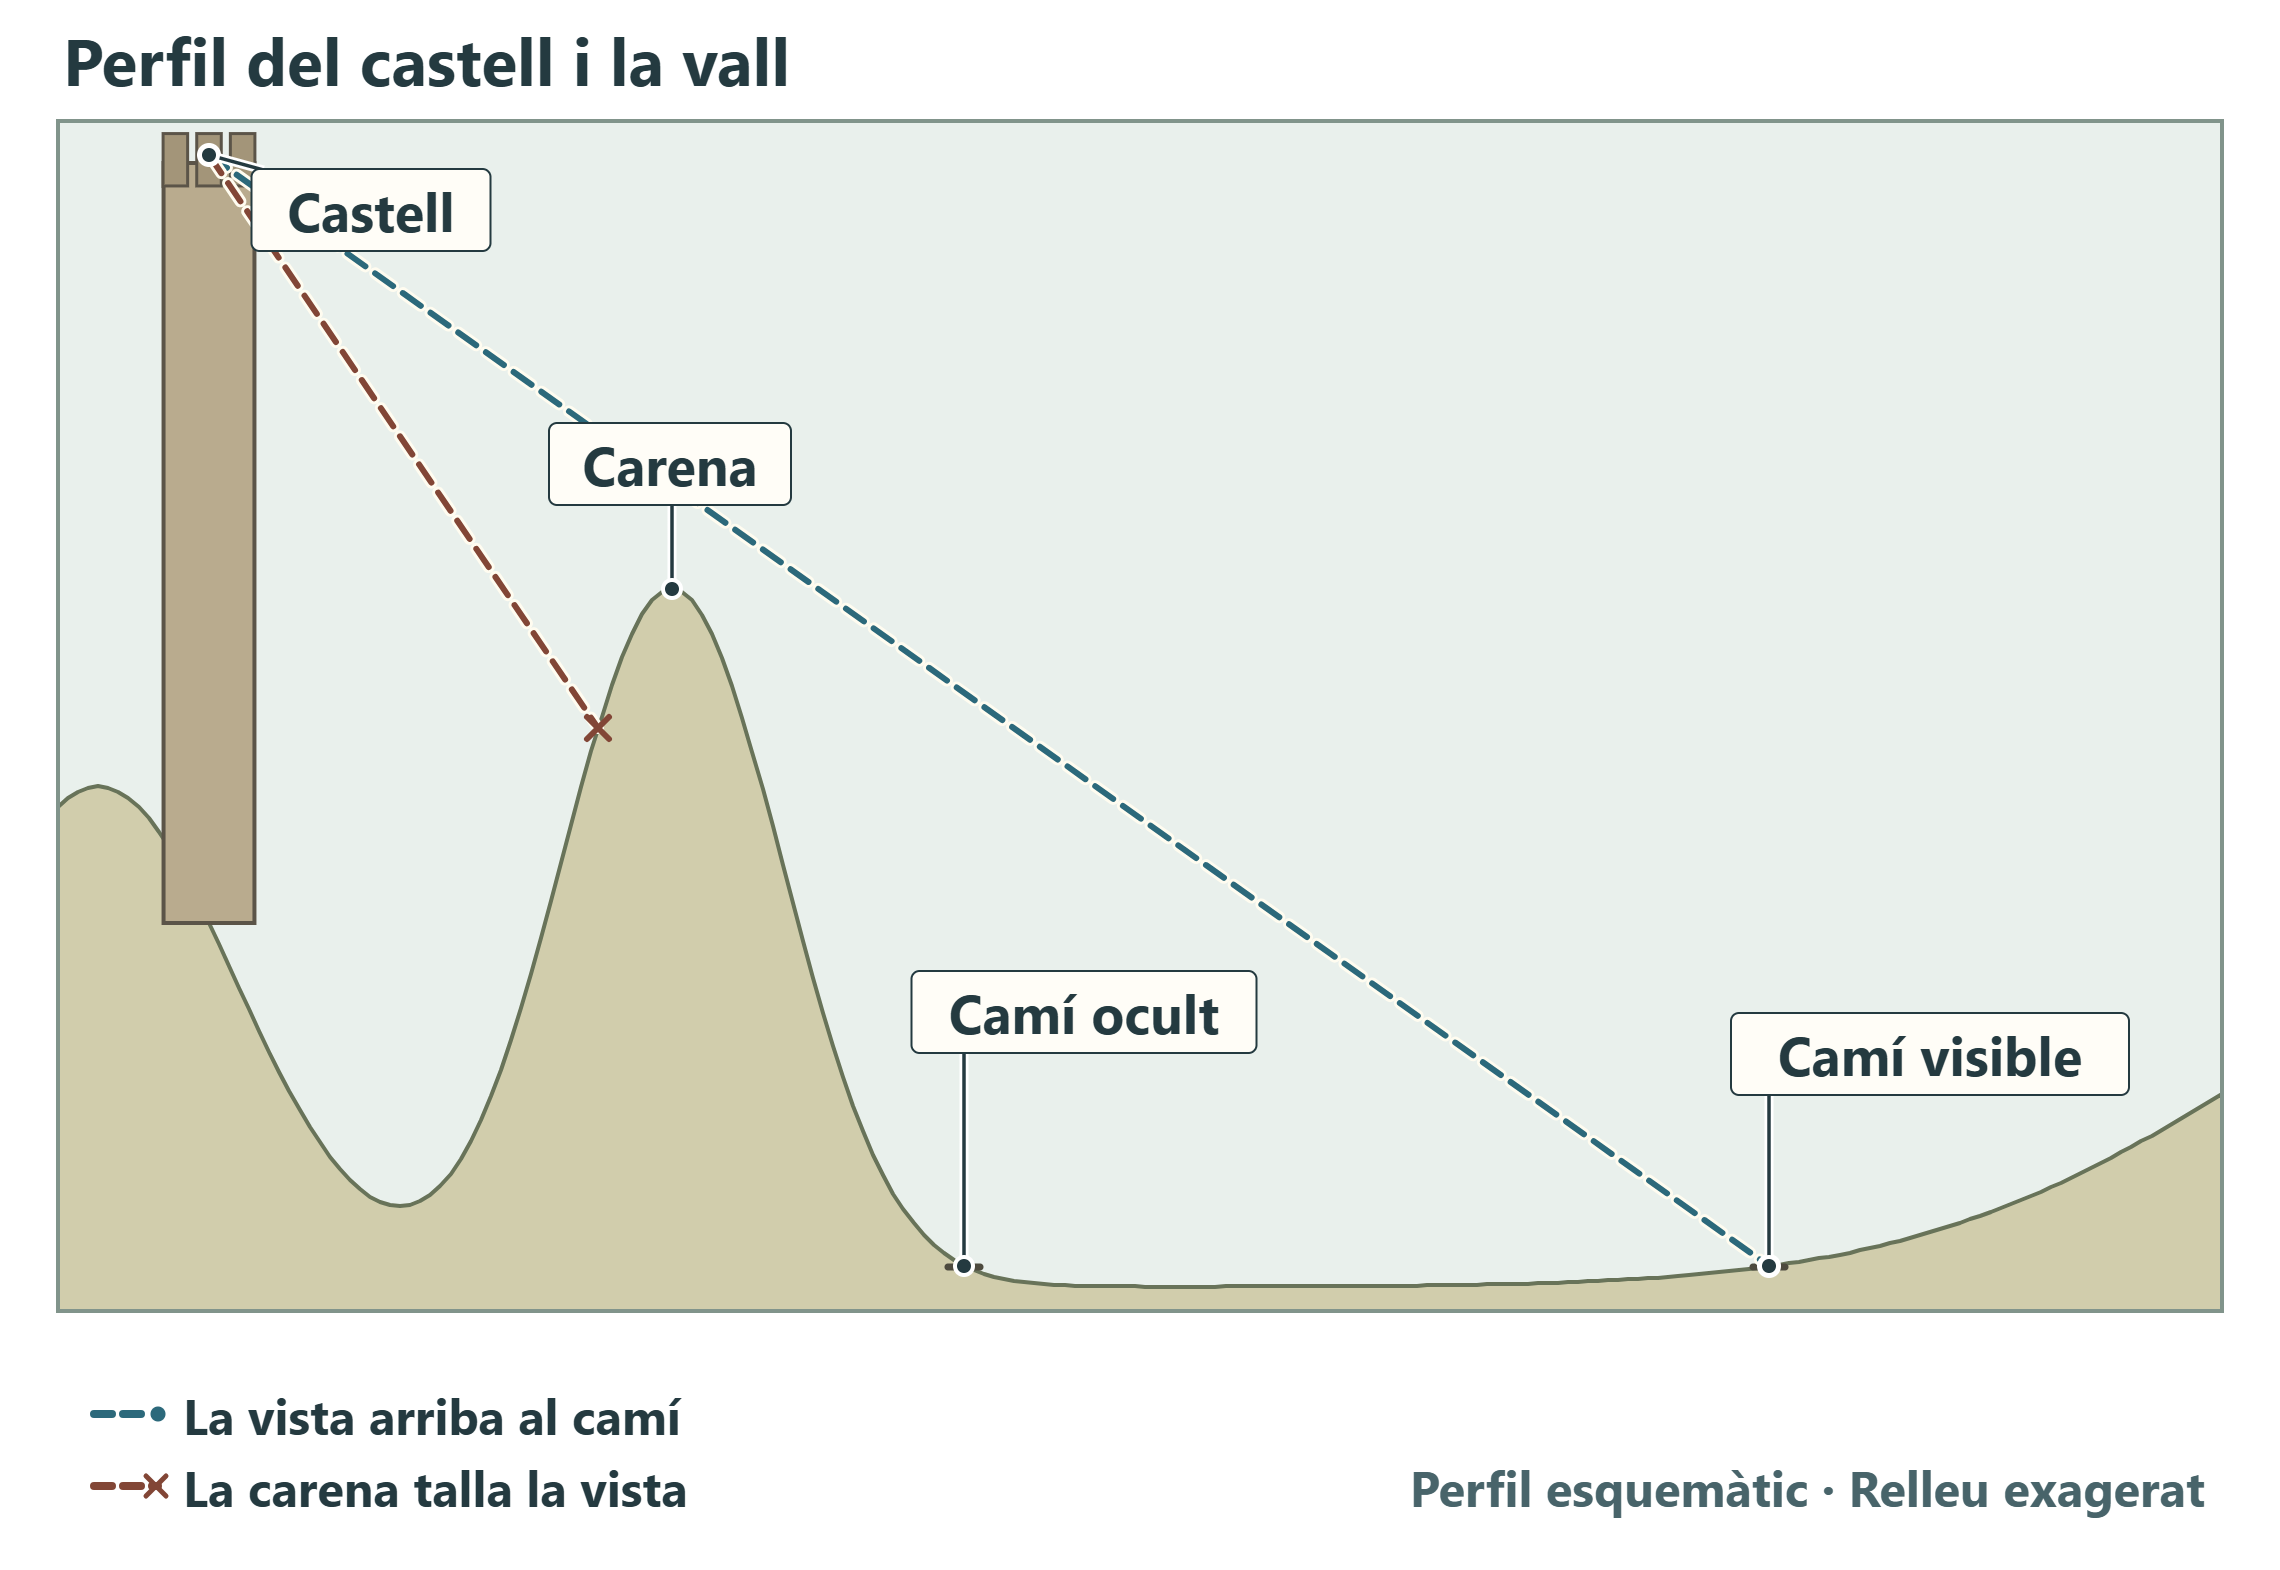 Perfil del castell i la vall
Castell
Carena
Camí ocult
Camí visible
La vista arriba al camí
La carena talla la vista
Perfil esquemàtic · Relleu exagerat